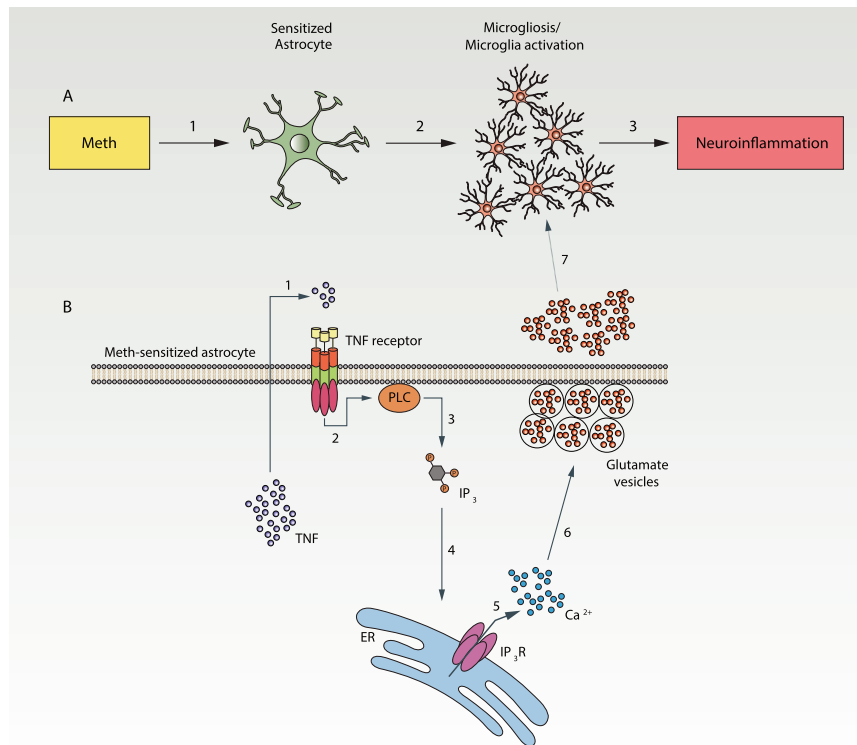 Sensitized
Astrocyte
Microgliosis/
Microglia activation
A
Meth
1
2
3
Neuroinflammation
7
B
1
TNF receptor
Meth-sensitized astrocyte
PLC
2
3
P
P
P
IP3
Glutamate
vesicles
TNF
4
6
5
Ca2+
ER
IP3R